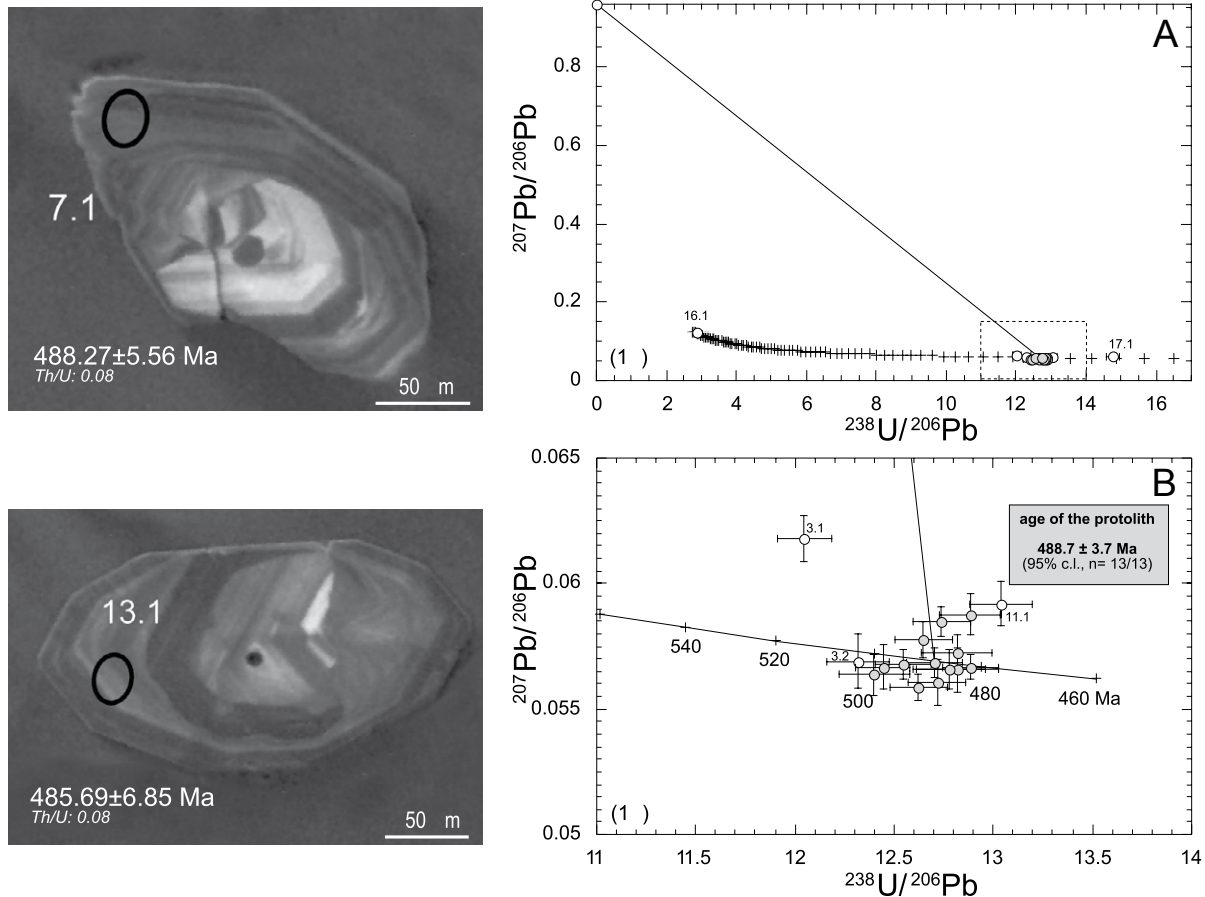 7.1
488.27±5.56 Ma
Th/U: 0.08
50 m
13.1
485.69±6.85 Ma
Th/U: 0.08
50 m
A
0.8
0.6
0.4
0.2
0
207Pb/206Pb
16.1
17.1
(1 )
0 2 4 6 8 10 12 14 16
238U/206Pb
B
0.065
0.06
0.055
0.05
207Pb/206Pb
age of the protolith
488.7 ± 3.7 Ma
(95% c.l., n= 13/13)
3.1
11.1
3.2
540
520
500
480
460 Ma
(1 )
11 11.5 12 12.5 13 13.5 14
238U/206Pb